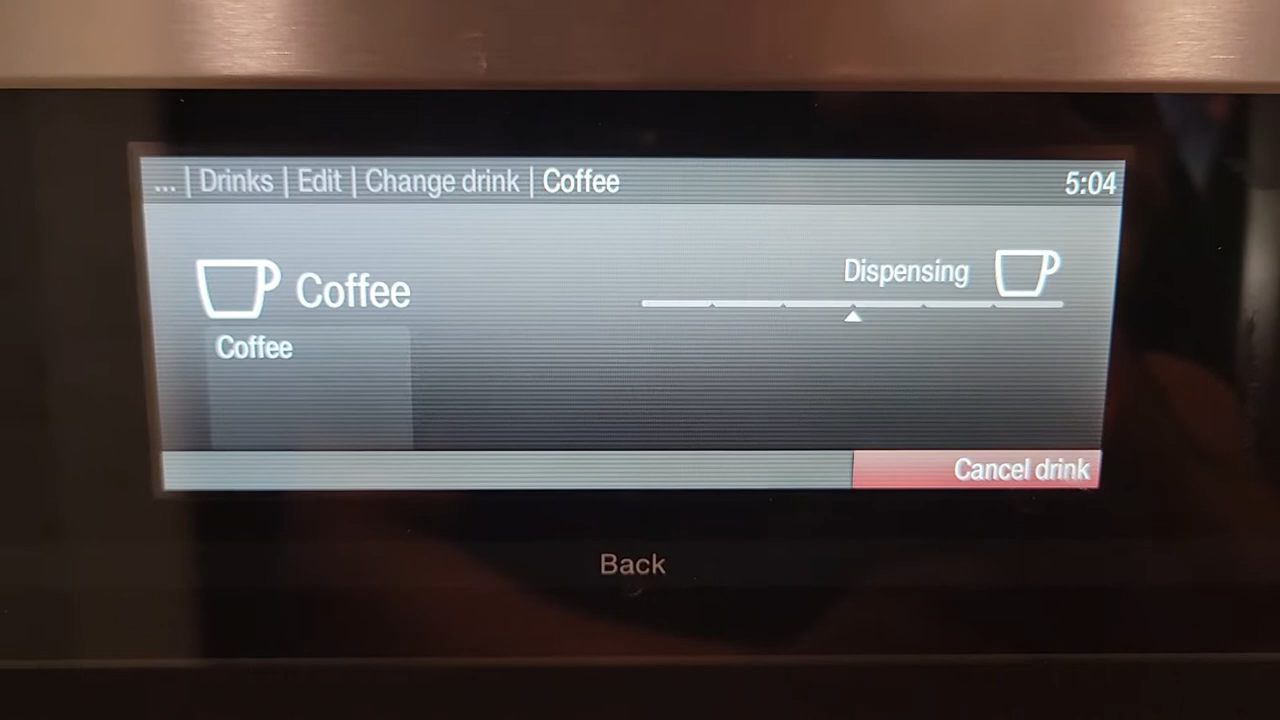 ... | Drinks | Edit | Change drink | Coffee 5:04
Coffee
Dispensing
Coffee
Cancel drink
Back